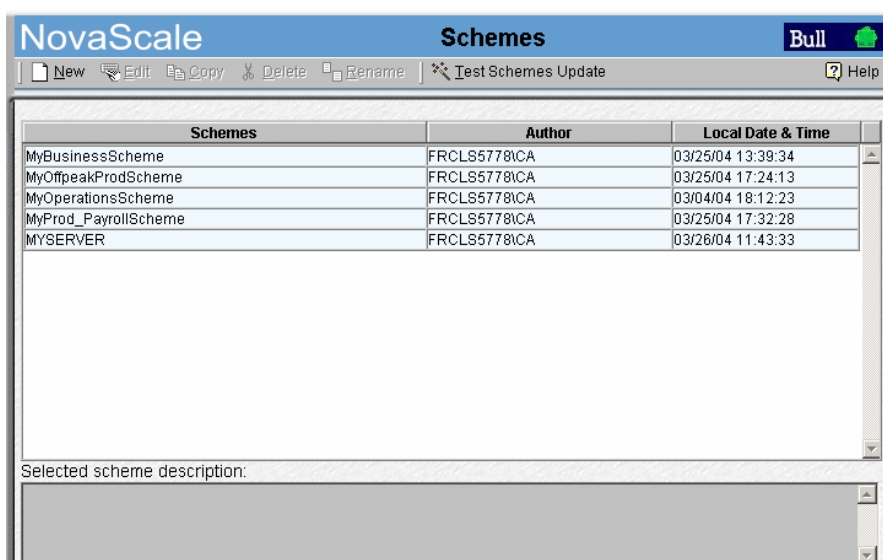 NovaScale Schemes Bull
New Edit Copy Delete Rename Test Schemes Update ? Help
Schemes Author Local Date & Time
MyBusinessScheme FRCLS5778\CA 03/25/04 13:39:34
MyOffpeakProdScheme FRCLS5778\CA 03/25/04 17:24:13
MyOperationsScheme FRCLS5778\CA 03/04/04 18:12:23
MyProd_PayrollScheme FRCLS5778\CA 03/25/04 17:32:28
MYSERVER FRCLS5778\CA 03/26/04 11:43:33
Selected scheme description: